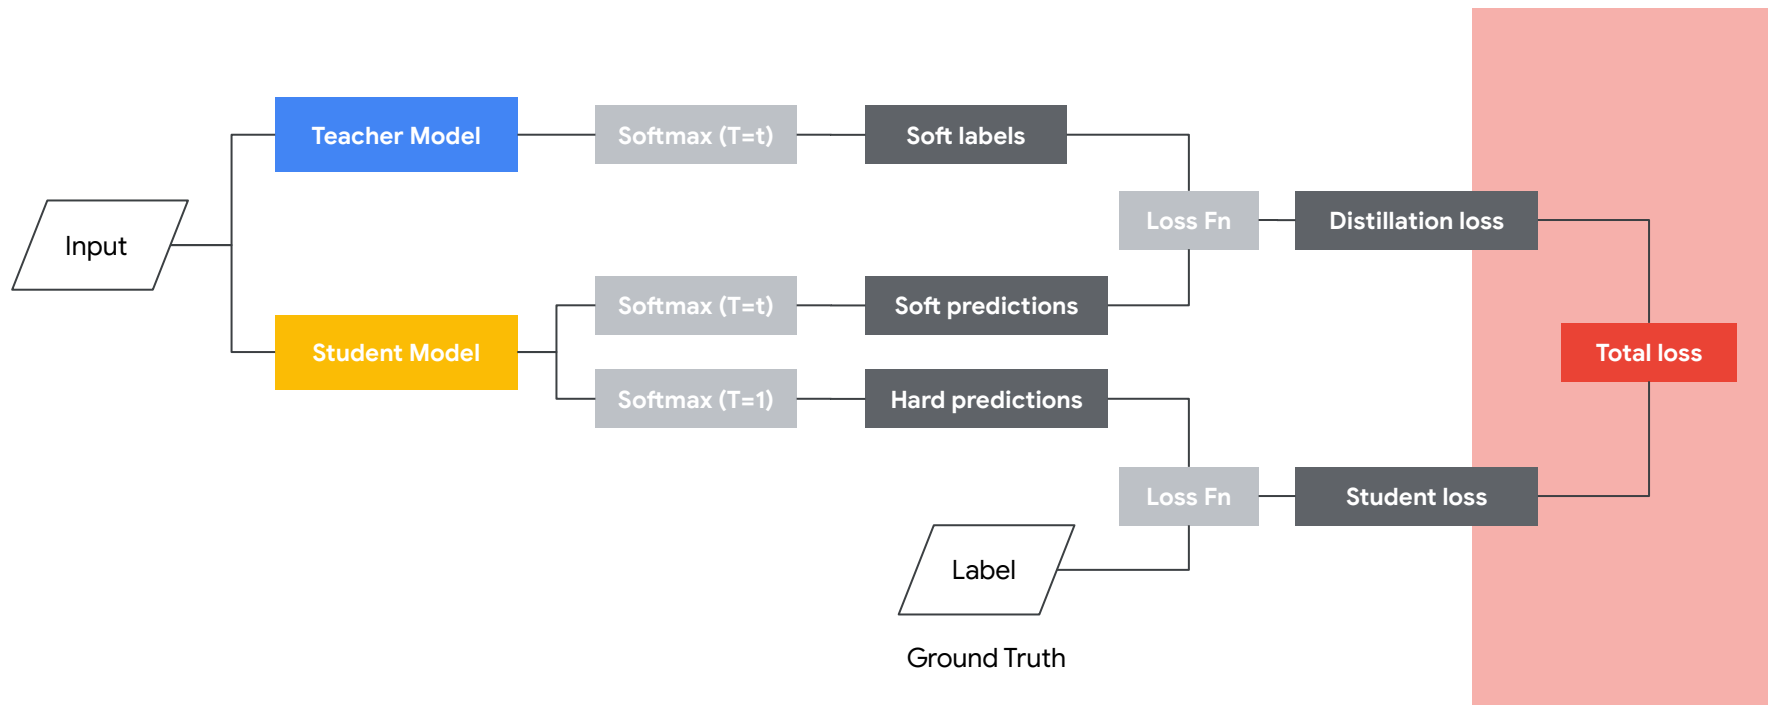 Teacher Model
Softmax (T=t)
Soft labels
Input
Loss Fn
Distillation loss
Softmax (T=t)
Soft predictions
Student Model
Total loss
Softmax (T=1)
Hard predictions
Loss Fn
Student loss
Label
Ground Truth